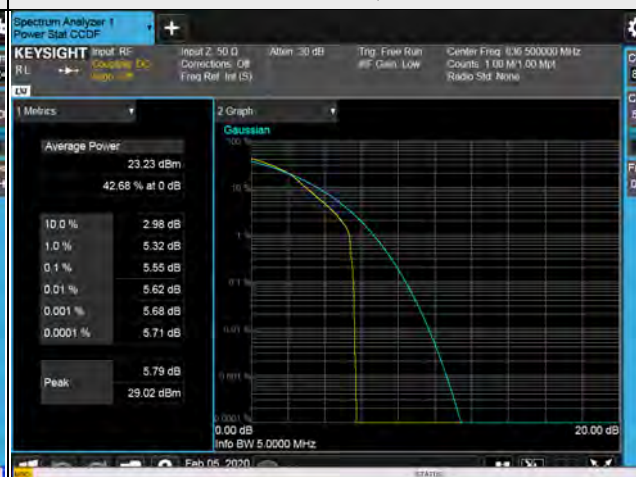 Spectrum Analyzer 1
Power Stat CCDF
+
KEYSIGHT
Input: RF
Coupling: DC
Align: Off
RL
Input Z: 50 Ω
Corrections: Off
Freq Ref: Int (S)
Atten: 30 dB
Trig: Free Run
#IF Gain: Low
Center Freq: 836.500000 MHz
Counts: 1.00 M/1.00 Mpt
Radio Std: None
1 Metrics
Average Power
23.23 dBm
42.68 % at 0 dB
10.0 % 2.98 dB
1.0 % 5.32 dB
0.1 % 5.55 dB
0.01 % 5.62 dB
0.001 % 5.68 dB
0.0001 % 5.71 dB
Peak
5.79 dB
29.02 dBm
2 Graph
Gaussian
100 %
10 %
1 %
0.1 %
0.01 %
0.001 %
0.0001 %
0.00 dB
20.00 dB
Info BW 5.0000 MHz
Feb 05, 2020
STATUS